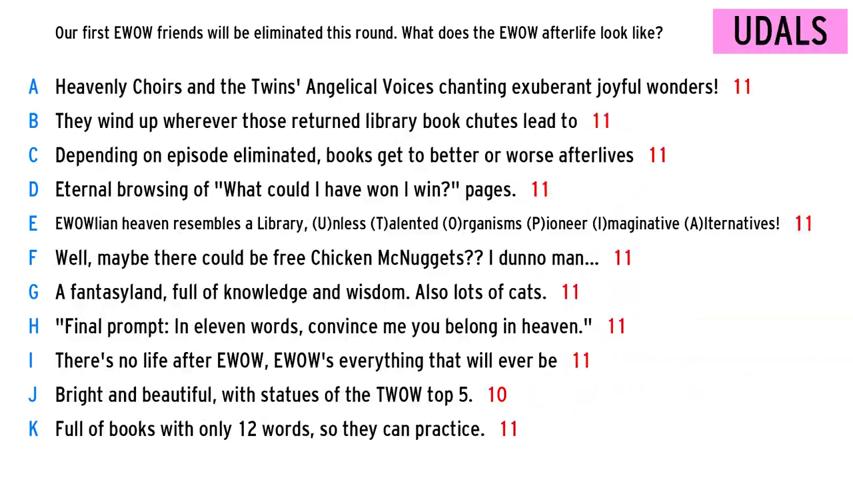 Our first EWOW friends will be eliminated this round. What does the EWOW afterlife look like?
UDALS
A Heavenly Choirs and the Twins' Angelical Voices chanting exuberant joyful wonders! 11
B They wind up wherever those returned library book chutes lead to 11
C Depending on episode eliminated, books get to better or worse afterlives 11
D Eternal browsing of "What could I have won I win?" pages. 11
E EWOWlian heaven resembles a Library, (U)nless (T)alented (O)rganisms (P)ioneer (I)maginative (A)lternatives! 11
F Well, maybe there could be free Chicken McNuggets?? I dunno man... 11
G A fantasyland, full of knowledge and wisdom. Also lots of cats. 11
H "Final prompt: In eleven words, convince me you belong in heaven." 11
I There's no life after EWOW, EWOW's everything that will ever be 11
J Bright and beautiful, with statues of the TWOW top 5. 10
K Full of books with only 12 words, so they can practice. 11